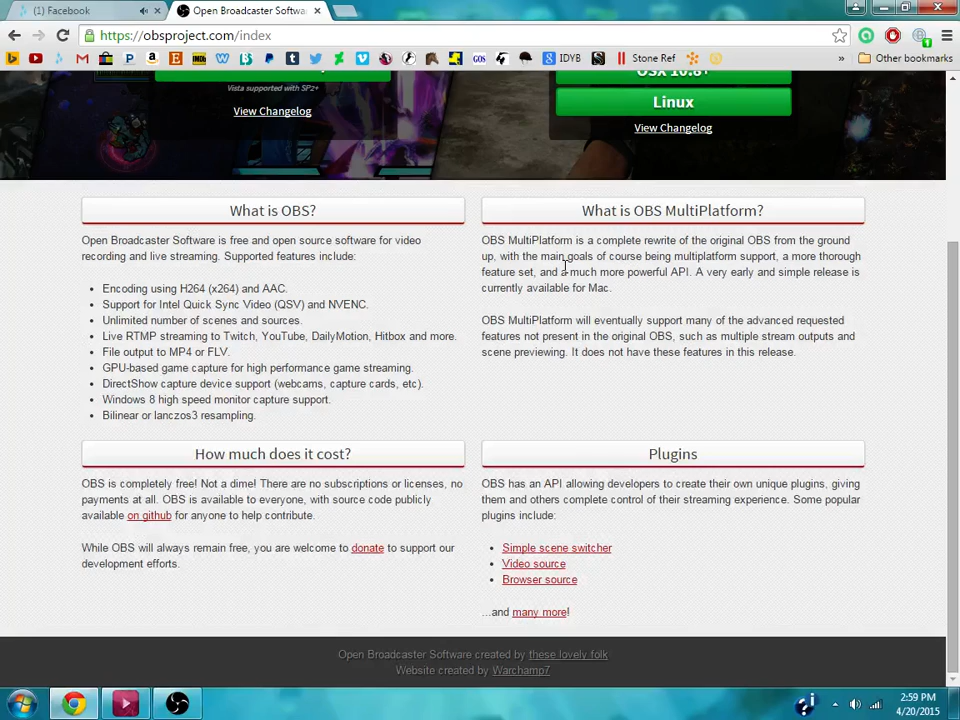 (1) Facebook
Open Broadcaster Softwa
https://obsproject.com/index
GOS
IDYB
Stone Ref
»
Other bookmarks
Vista supported with SP2+
View Changelog
OSX 10.8+
Linux
View Changelog
What is OBS?
Open Broadcaster Software is free and open source software for video
recording and live streaming. Supported features include:
• Encoding using H264 (x264) and AAC.
• Support for Intel Quick Sync Video (QSV) and NVENC.
• Unlimited number of scenes and sources.
• Live RTMP streaming to Twitch, YouTube, DailyMotion, Hitbox and more.
• File output to MP4 or FLV.
• GPU-based game capture for high performance game streaming.
• DirectShow capture device support (webcams, capture cards, etc).
• Windows 8 high speed monitor capture support.
• Bilinear or lanczos3 resampling.
What is OBS MultiPlatform?
OBS MultiPlatform is a complete rewrite of the original OBS from the ground
up, with the main goals of course being multiplatform support, a more thorough
feature set, and a much more powerful API. A very early and simple release is
currently available for Mac.
OBS MultiPlatform will eventually support many of the advanced requested
features not present in the original OBS, such as multiple stream outputs and
scene previewing. It does not have these features in this release.
How much does it cost?
OBS is completely free! Not a dime! There are no subscriptions or licenses, no
payments at all. OBS is available to everyone, with source code publicly
available on github for anyone to help contribute.
While OBS will always remain free, you are welcome to donate to support our
development efforts.
Plugins
OBS has an API allowing developers to create their own unique plugins, giving
them and others complete control of their streaming experience. Some popular
plugins include:
• Simple scene switcher
• Video source
• Browser source
...and many more!
Open Broadcaster Software created by these lovely folk
Website created by Warchamp7
2:59 PM
4/20/2015